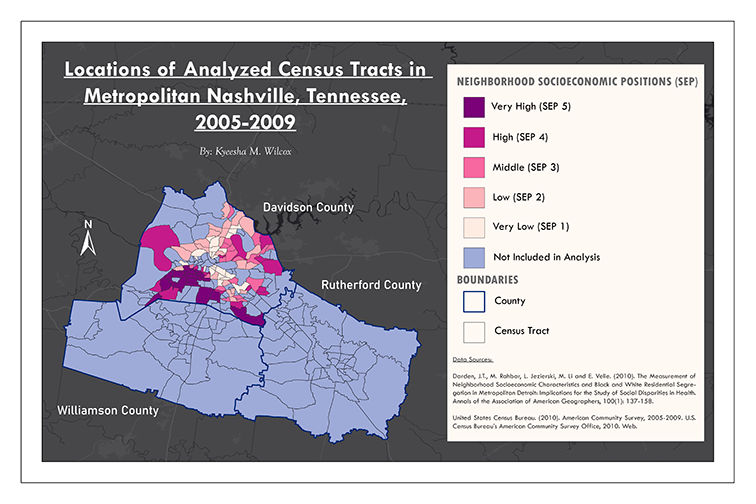 Locations of Analyzed Census Tracts in
Metropolitan Nashville, Tennessee,
2005-2009
By: Kyeesha M. Wilcox
N
Davidson County
Rutherford County
Williamson County
NEIGHBORHOOD SOCIOECONOMIC POSITIONS (SEP)
Very High (SEP 5)
High (SEP 4)
Middle (SEP 3)
Low (SEP 2)
Very Low (SEP 1)
Not Included in Analysis
BOUNDARIES
County
Census Tract
Data Sources:
Darden, J.T., M. Rahbar, L. Jezierski, M. Li and E. Velie. (2010). The Measurement of
Neighborhood Socioeconomic Characteristics and Black and White Residential Segre-
gation in Metropolitan Detroit: Implications for the Study of Social Disparities in Health.
Annals of the Association of American Geographers, 100(1): 137-158.
United States Census Bureau. (2010). American Community Survey, 2005-2009. U.S.
Census Bureau's American Community Survey Office, 2010. Web.